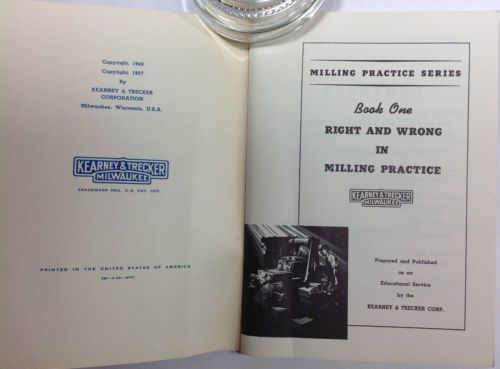 Copyright, 1942
Copyright, 1957
By
KEARNEY & TRECKER
CORPORATION
Milwaukee, Wisconsin, U.S.A.
KEARNEY & TRECKER
MILWAUKEE
TRADEMARK REG. U.S. PAT. OFF.
PRINTED IN THE UNITED STATES OF AMERICA
MILLING PRACTICE SERIES
Book One
RIGHT AND WRONG
IN
MILLING PRACTICE
KEARNEY & TRECKER
MILWAUKEE
Prepared and Published
as an
Educational Service
by the
KEARNEY & TRECKER CORP.